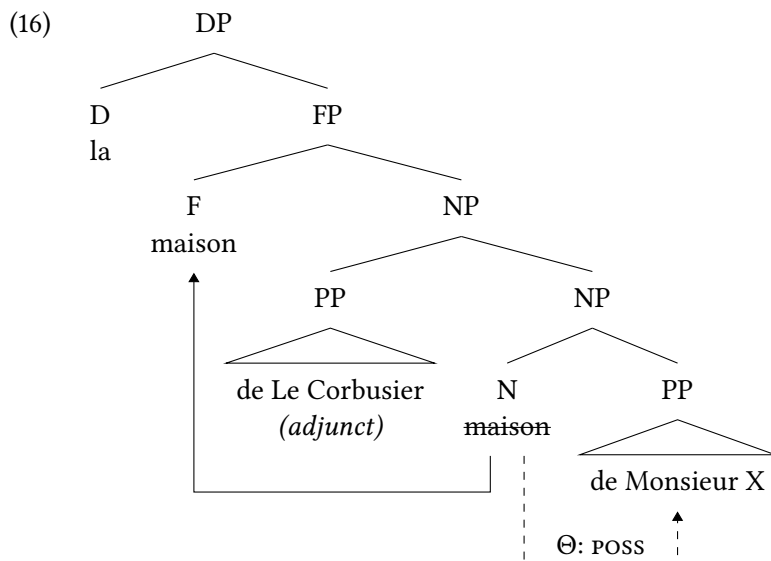 (16) DP
D FP
la
F NP
maison
PP NP
de Le Corbusier N PP
(adjunct) maison
de Monsieur X
Θ: POSS